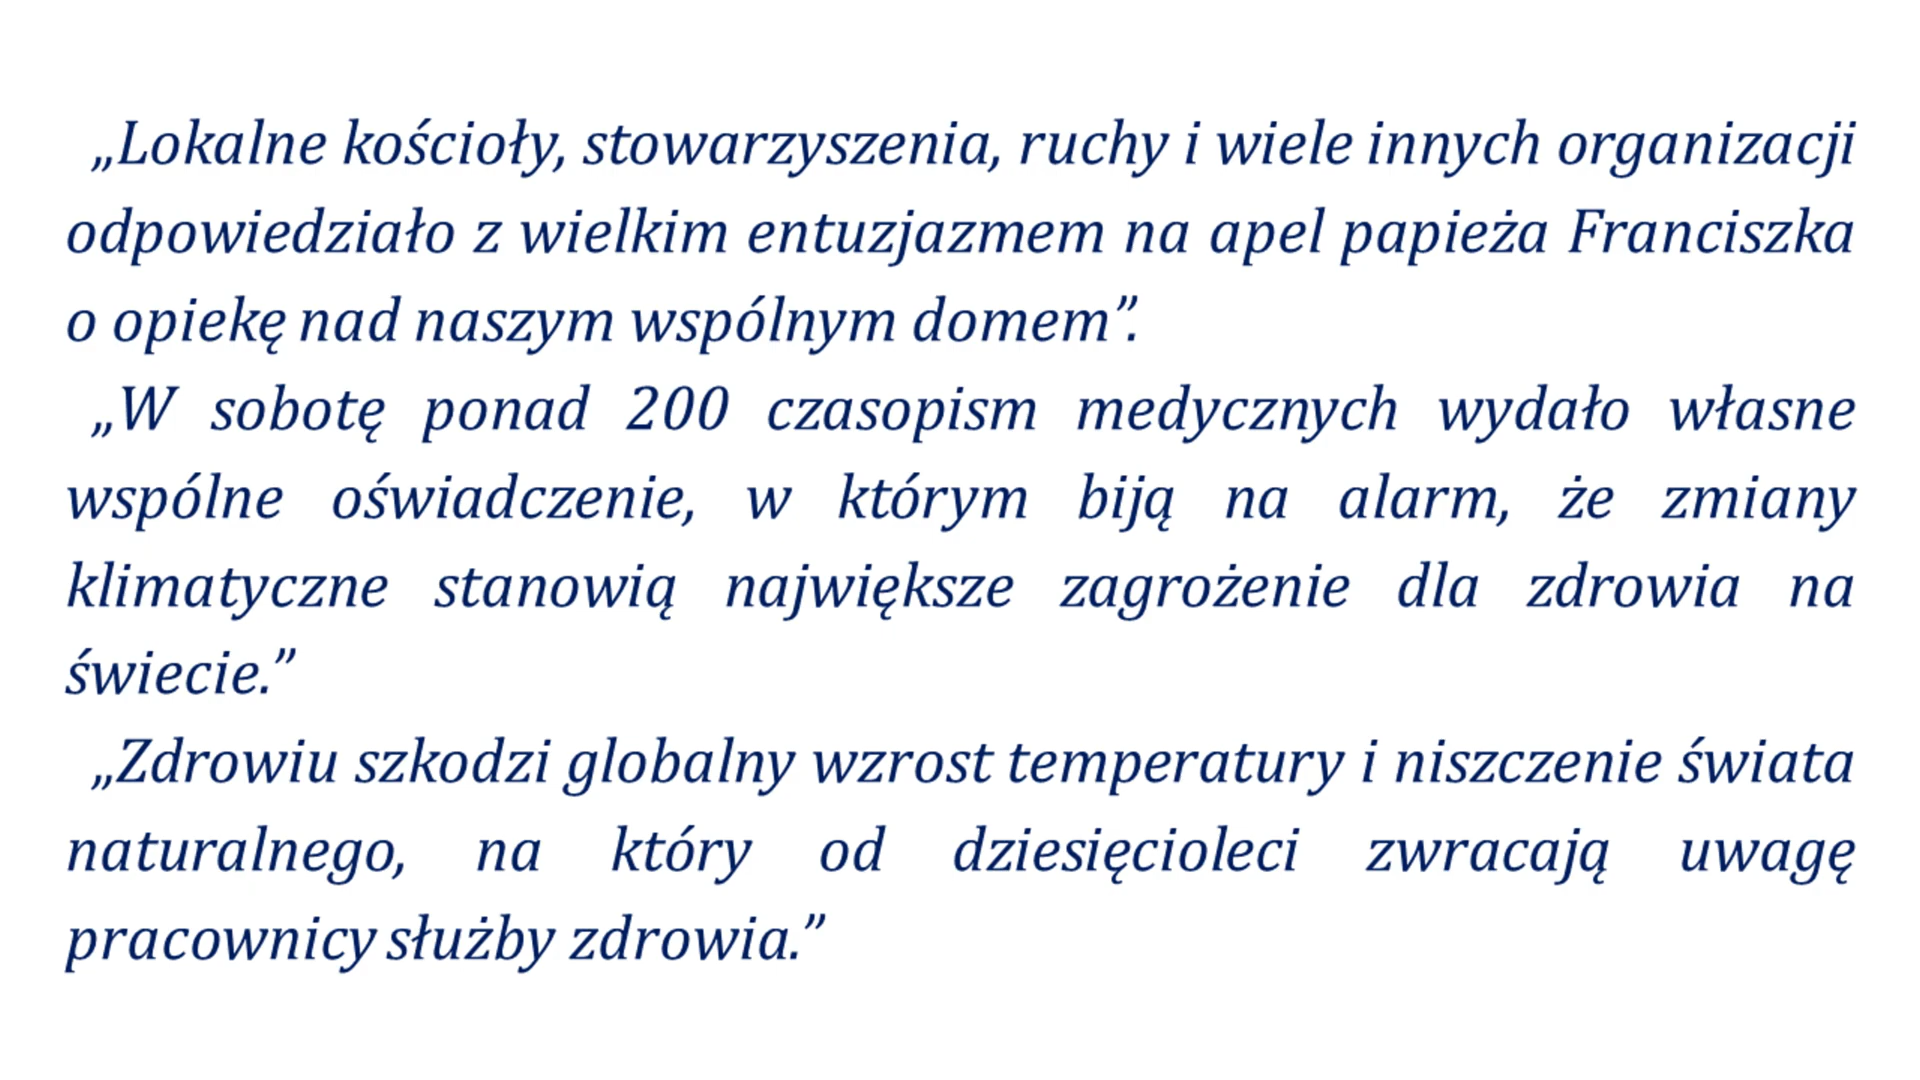 „Lokalne kościoły, stowarzyszenia, ruchy i wiele innych organizacji
odpowiedziało z wielkim entuzjazmem na apel papieża Franciszka
o opiekę nad naszym wspólnym domem”.
„W sobotę ponad 200 czasopism medycznych wydało własne
wspólne oświadczenie, w którym biją na alarm, że zmiany
klimatyczne stanowią największe zagrożenie dla zdrowia na
świecie.”
„Zdrowiu szkodzi globalny wzrost temperatury i niszczenie świata
naturalnego, na który od dziesięcioleci zwracają uwagę
pracownicy służby zdrowia.”